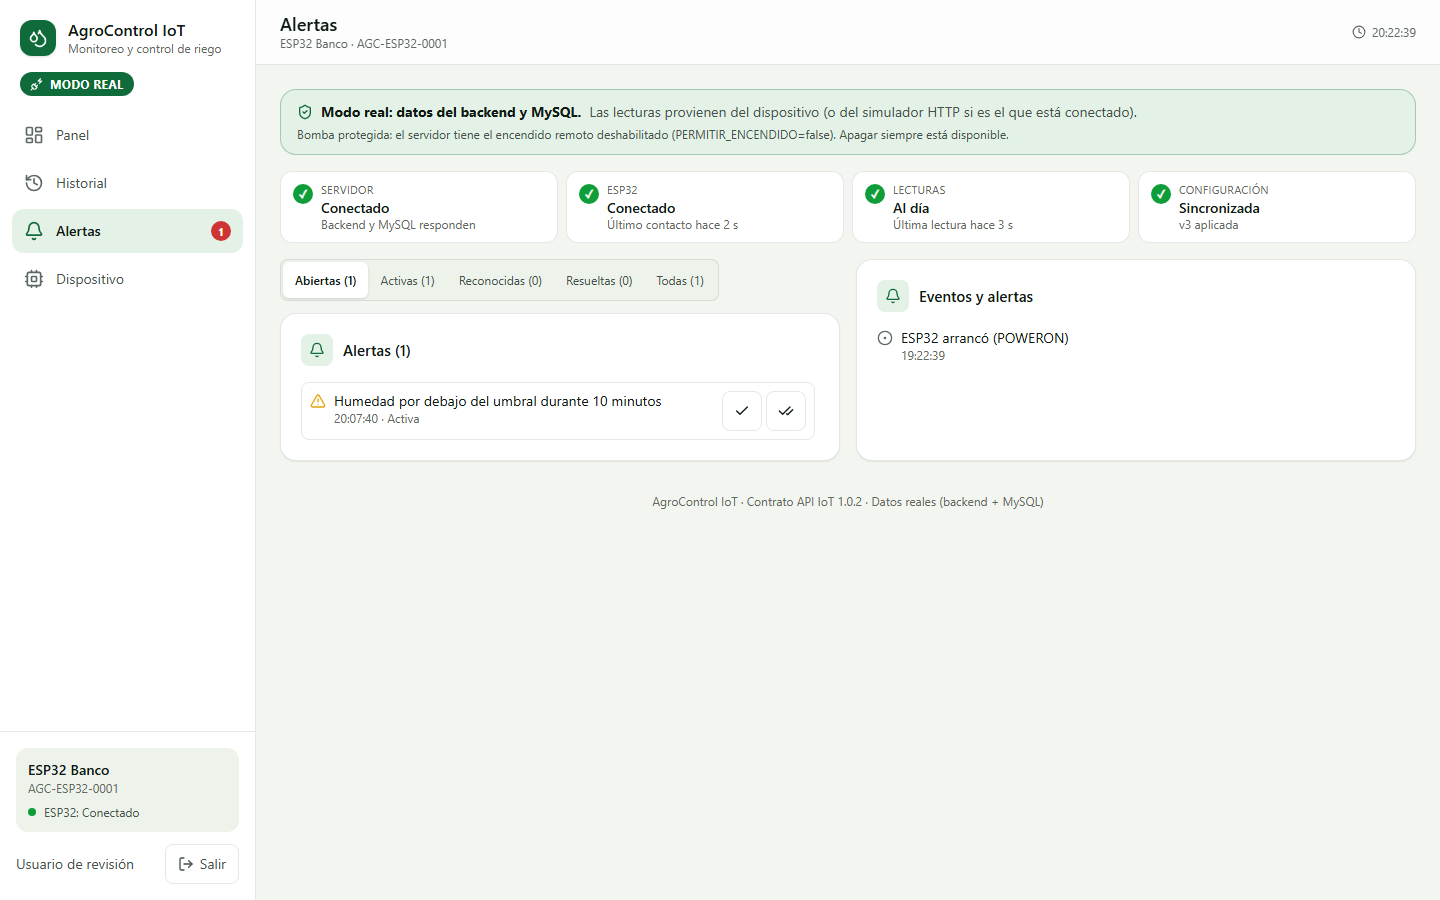 AgroControl IoT
Monitoreo y control de riego
MODO REAL
Panel
Historial
Alertas
1
Dispositivo
ESP32 Banco
AGC-ESP32-0001
ESP32: Conectado
Usuario de revisión
Salir
Alertas
ESP32 Banco · AGC-ESP32-0001
20:22:39
Modo real: datos del backend y MySQL. Las lecturas provienen del dispositivo (o del simulador HTTP si es el que está conectado).
Bomba protegida: el servidor tiene el encendido remoto deshabilitado (PERMITIR_ENCENDIDO=false). Apagar siempre está disponible.
SERVIDOR
Conectado
Backend y MySQL responden
ESP32
Conectado
Último contacto hace 2 s
LECTURAS
Al día
Última lectura hace 3 s
CONFIGURACIÓN
Sincronizada
v3 aplicada
Abiertas (1)
Activas (1)
Reconocidas (0)
Resueltas (0)
Todas (1)
Alertas (1)
Humedad por debajo del umbral durante 10 minutos
20:07:40 · Activa
Eventos y alertas
ESP32 arrancó (POWERON)
19:22:39
AgroControl IoT · Contrato API IoT 1.0.2 · Datos reales (backend + MySQL)